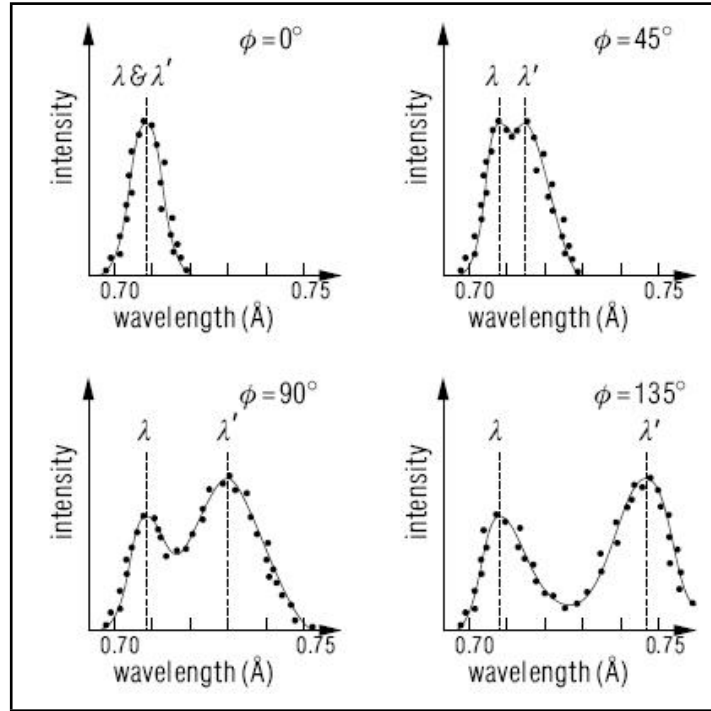 ϕ = 0°
λ & λ′
intensity
0.70 0.75
wavelength (Å)
ϕ = 45°
λ λ′
intensity
0.70 0.75
wavelength (Å)
ϕ = 90°
λ λ′
intensity
0.70 0.75
wavelength (Å)
ϕ = 135°
λ λ′
intensity
0.70 0.75
wavelength (Å)